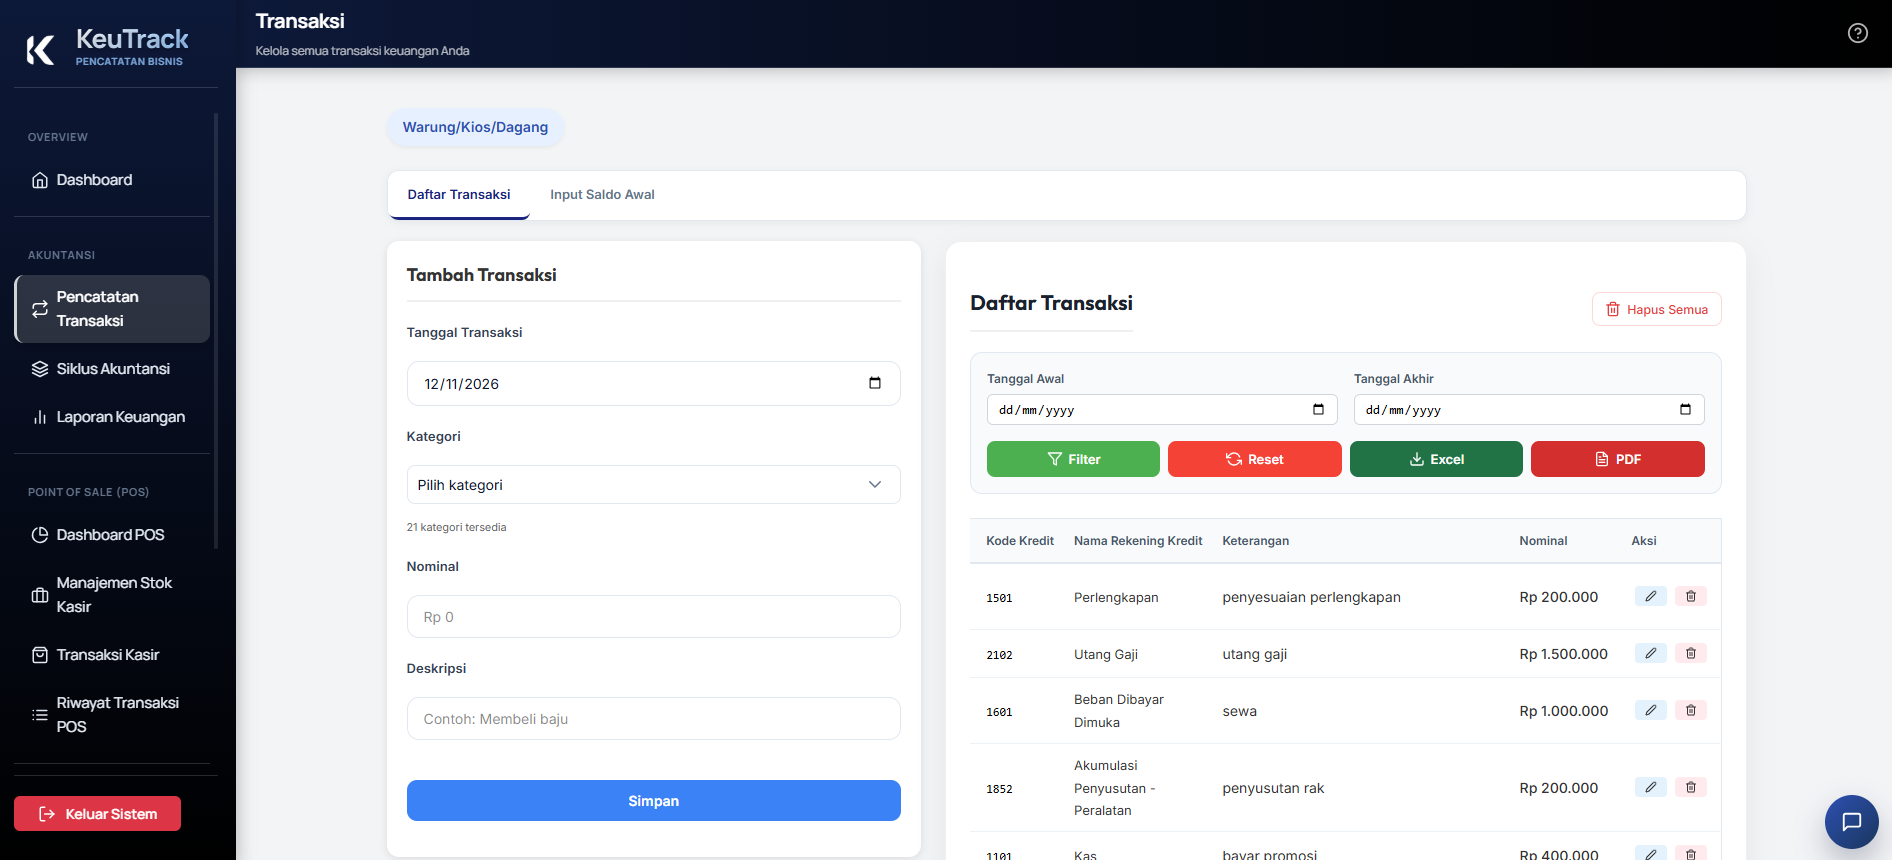 KeuTrack
PENCATATAN BISNIS
OVERVIEW
Dashboard
AKUNTANSI
Pencatatan
Transaksi
Siklus Akuntansi
Laporan Keuangan
POINT OF SALE (POS)
Dashboard POS
Manajemen Stok
Kasir
Transaksi Kasir
Riwayat Transaksi
POS
Keluar Sistem
Transaksi
Kelola semua transaksi keuangan Anda
Warung/Kios/Dagang
Daftar Transaksi Input Saldo Awal
Tambah Transaksi
Tanggal Transaksi
12/11/2026
Kategori
Pilih kategori
21 kategori tersedia
Nominal
Rp 0
Deskripsi
Contoh: Membeli baju
Simpan
Daftar Transaksi
Hapus Semua
Tanggal Awal Tanggal Akhir
dd/mm/yyyy dd/mm/yyyy
Filter Reset Excel PDF
Kode Kredit Nama Rekening Kredit Keterangan Nominal Aksi
1501 Perlengkapan penyesuaian perlengkapan Rp 200.000
2102 Utang Gaji utang gaji Rp 1.500.000
1601 Beban Dibayar
Dimuka sewa Rp 1.000.000
1852 Akumulasi
Penyusutan -
Peralatan penyusutan rak Rp 200.000
1101 Kas bayar promosi Rp 400.000